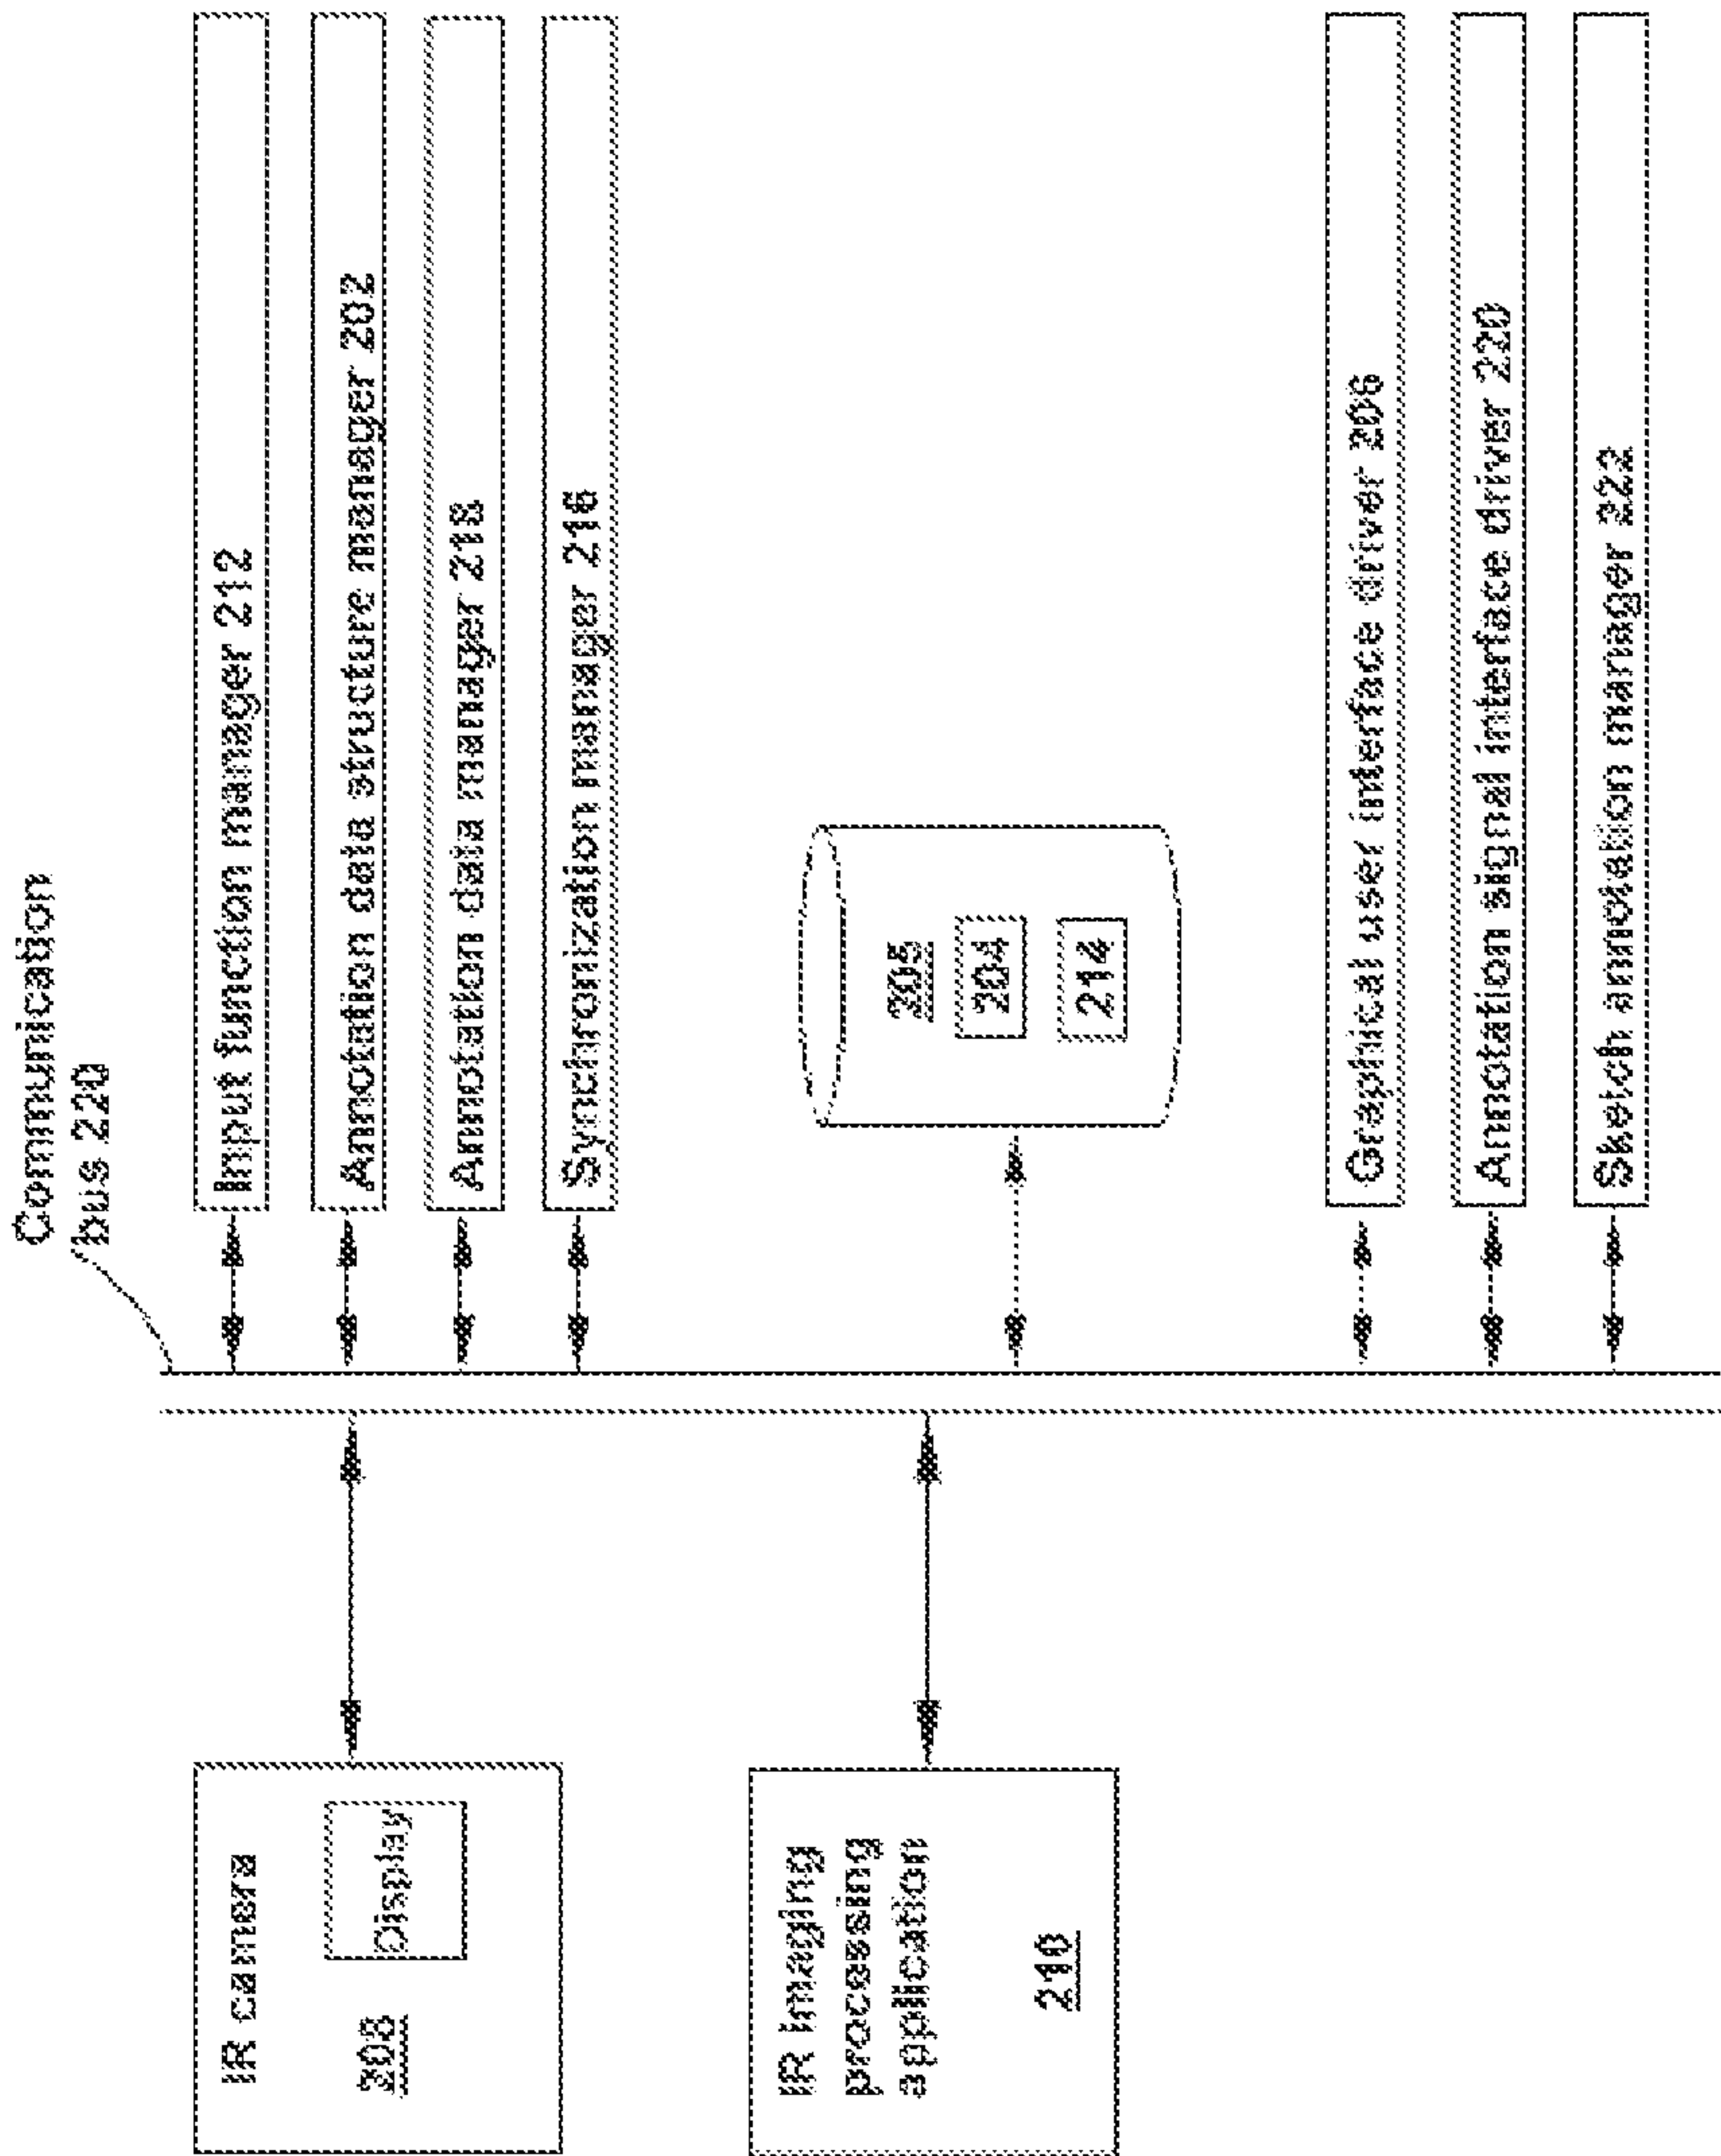 Communication
bus 220
IR camera
Display
208
IR Imaging
processing
application
210
Input function manager 212
Annotation data structure manager 202
Annotation data manager 218
Synchronization manager 216
205
204
214
Graphical user interface driver 206
Annotation signal interface driver 220
Sketch annotation manager 222